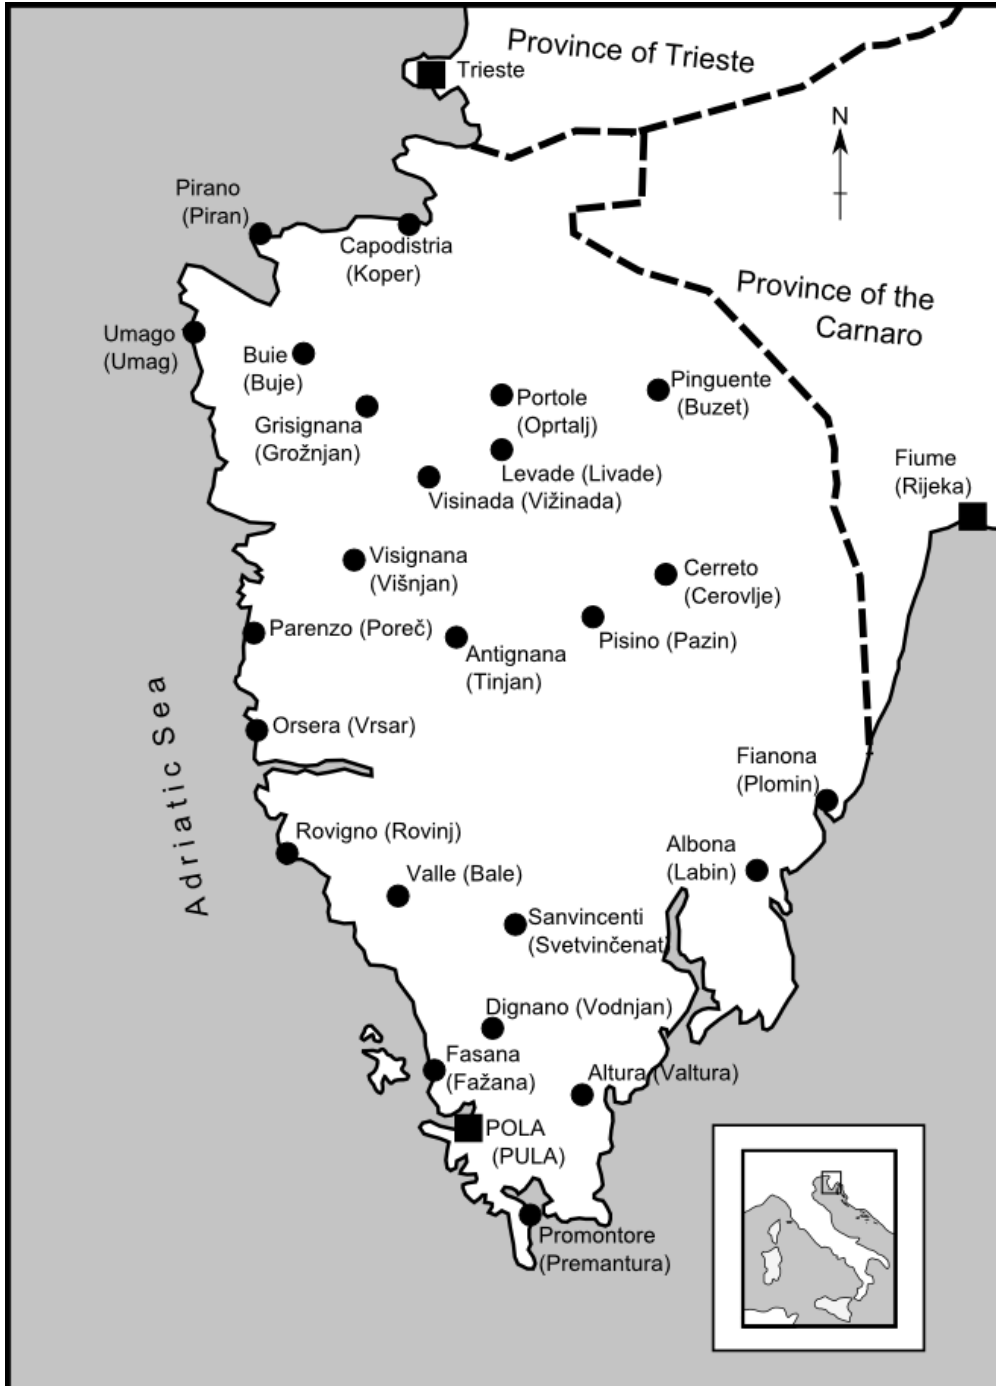 Province of Trieste
Trieste
N
Pirano
(Piran)
Capodistria
(Koper)
Province of the
Carnaro
Umago
(Umag)
Buie
(Buje)
Pinguente
(Buzet)
Portole
(Oprtalj)
Grisignana
(Grožnjan)
Levade (Livade)
Fiume
(Rijeka)
Visinada (Vižinada)
Visignana
(Višnjan)
Cerreto
(Cerovlje)
Parenzo (Poreč)
Pisino (Pazin)
Antignana
(Tinjan)
Adriatic Sea
Orsera (Vrsar)
Fianona
(Plomin)
Rovigno (Rovinj)
Albona
(Labin)
Valle (Bale)
Sanvincenti
(Svetvinčenat)
Dignano (Vodnjan)
Fasana
(Fažana)
Altura (Valtura)
POLA
(PULA)
Promontore
(Premantura)